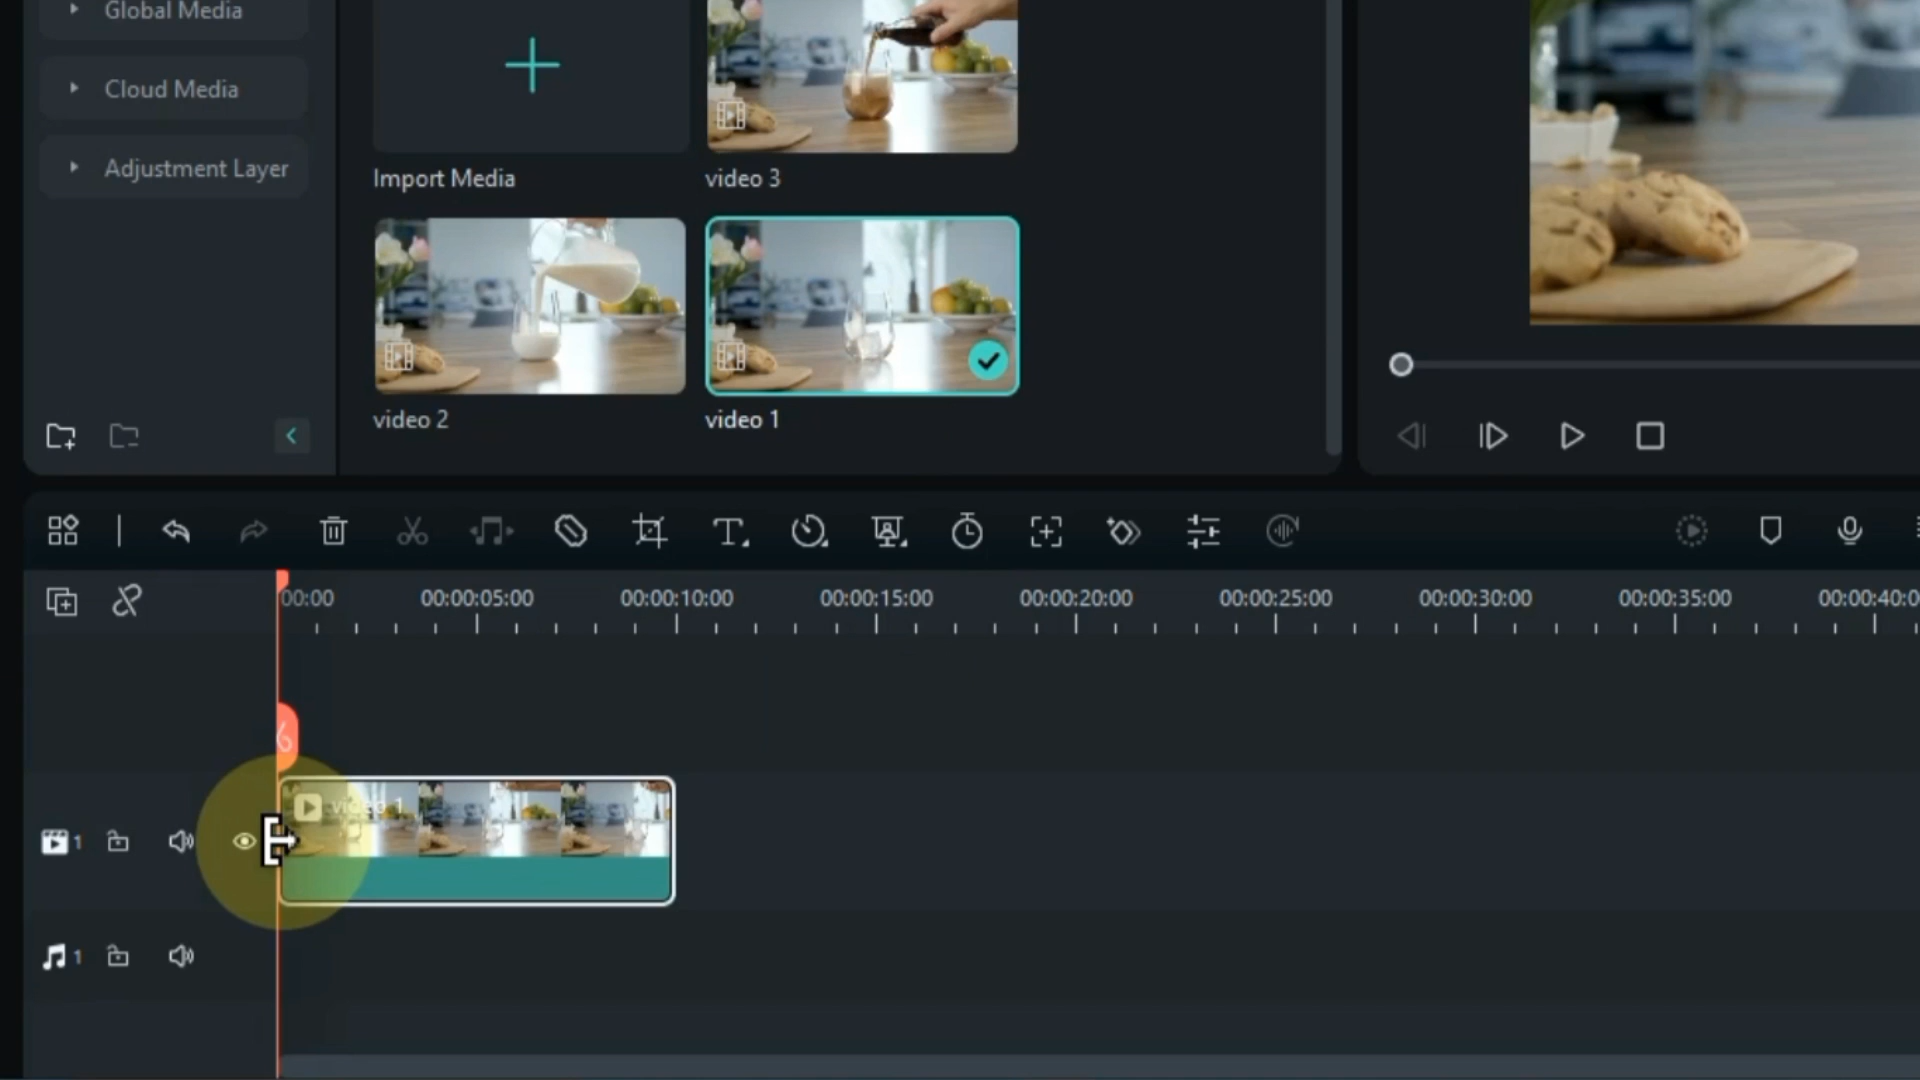 Global Media
Cloud Media
Adjustment Layer
Import Media
video 3
video 2
video 1
00:00
00:00:05:00
00:00:10:00
00:00:15:00
00:00:20:00
00:00:25:00
00:00:30:00
00:00:35:00
00:00:40:0
video 1
1
1